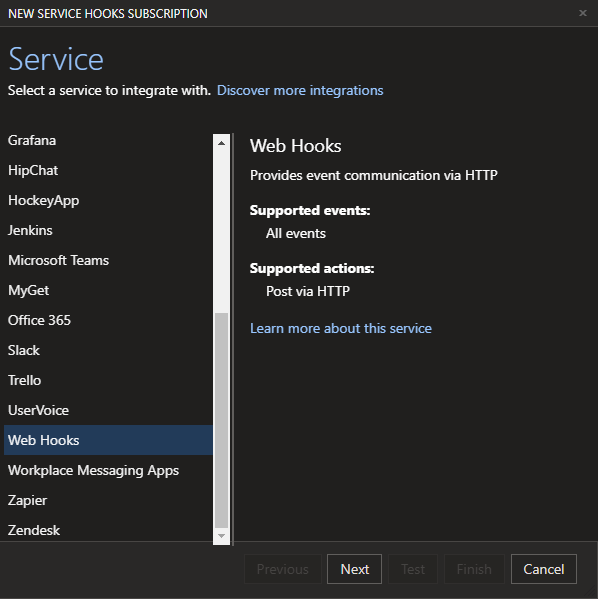 NEW SERVICE HOOKS SUBSCRIPTION
Service
Select a service to integrate with. Discover more integrations
Grafana
HipChat
HockeyApp
Jenkins
Microsoft Teams
MyGet
Office 365
Slack
Trello
UserVoice
Web Hooks
Workplace Messaging Apps
Zapier
Zendesk
Web Hooks
Provides event communication via HTTP
Supported events:
All events
Supported actions:
Post via HTTP
Learn more about this service
Previous Next Test Finish Cancel